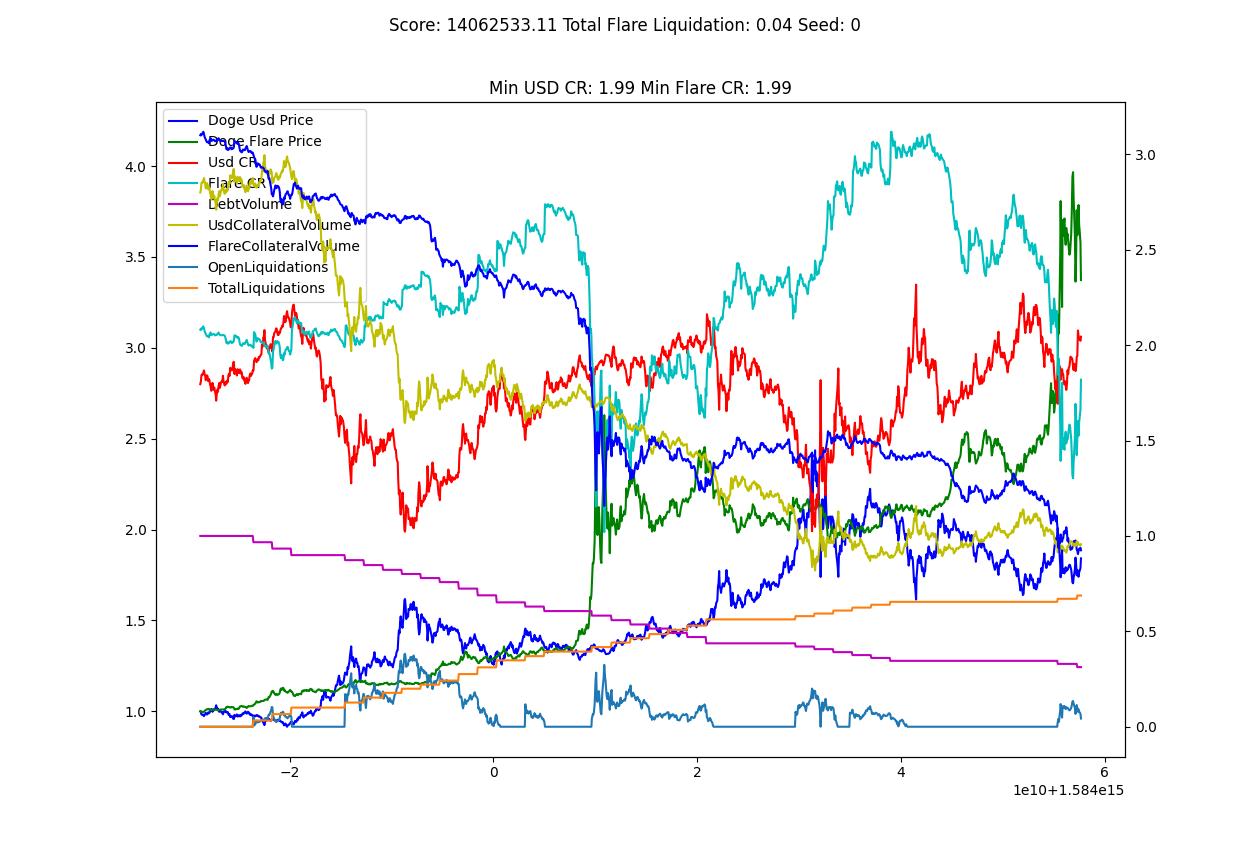 Score: 14062533.11 Total Flare Liquidation: 0.04 Seed: 0
Min USD CR: 1.99 Min Flare CR: 1.99
Doge Usd Price
Doge Flare Price
Usd CR
Flare CR
DebtVolume
UsdCollateralVolume
FlareCollateralVolume
OpenLiquidations
TotalLiquidations
4.0
3.5
3.0
2.5
2.0
1.5
1.0
3.0
2.5
2.0
1.5
1.0
0.5
0.0
−2
0
2
4
6
1e10+1.584e15